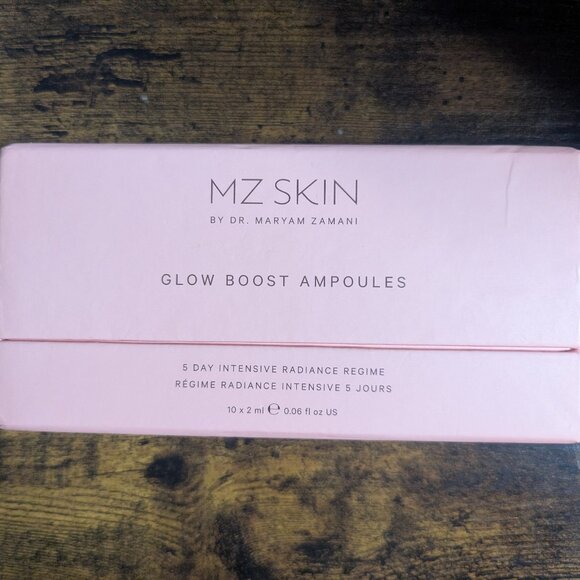 MZ SKIN
BY DR. MARYAM ZAMANI
GLOW BOOST AMPOULES
5 DAY INTENSIVE RADIANCE REGIME
RÉGIME RADIANCE INTENSIVE 5 JOURS
10 x 2 ml ℮ 0.06 fl oz US